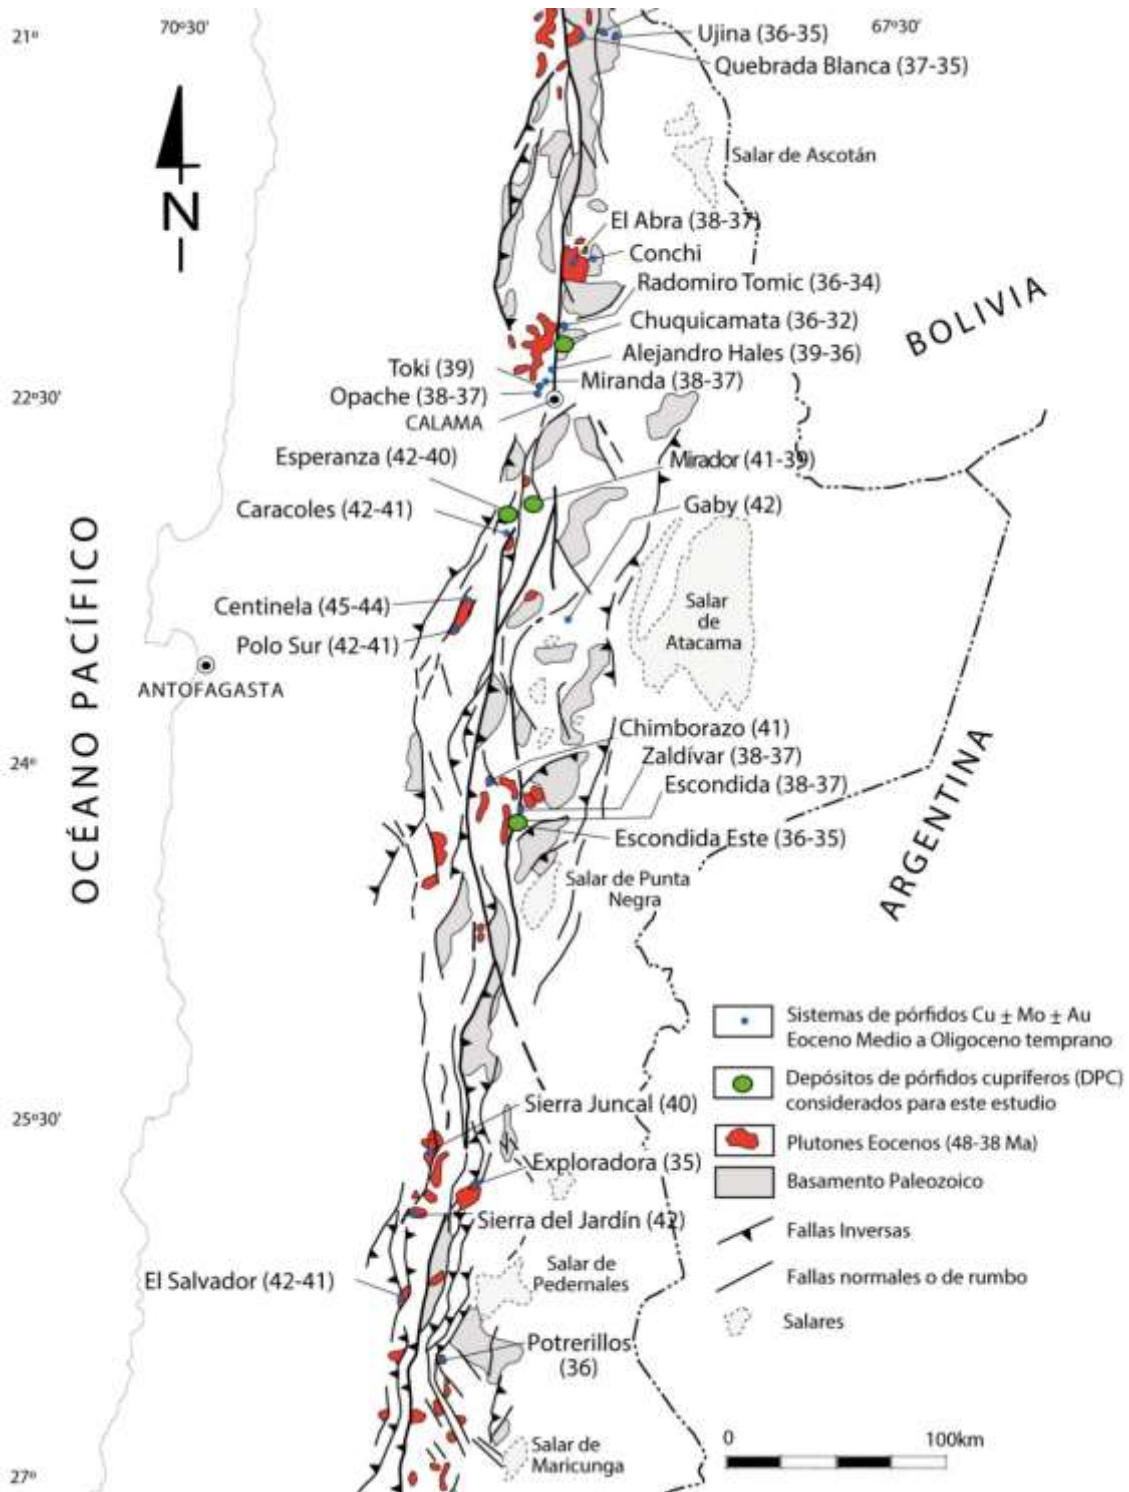 70º30'
67º30'
21º
Ujina (36-35)
Quebrada Blanca (37-35)
Salar de Ascotán
N
El Abra (38-37)
Conchi
Radomiro Tomic (36-34)
BOLIVIA
Chuquicamata (36-32)
Alejandro Hales (39-36)
Toki (39)
Miranda (38-37)
Opache (38-37)
22º30'
CALAMA
Esperanza (42-40)
Mirador (41-39)
Caracoles (42-41)
Gaby (42)
OCÉANO PACÍFICO
Centinela (45-44)
Salar
de
Atacama
Polo Sur (42-41)
ANTOFAGASTA
Chimborazo (41)
Zaldívar (38-37)
24º
Escondida (38-37)
ARGENTINA
Escondida Este (36-35)
Salar de Punta
Negra
Sistemas de pórfidos Cu ± Mo ± Au
Eoceno Medio a Oligoceno temprano
Depósitos de pórfidos cupríferos (DPC)
considerados para este estudio
Sierra Juncal (40)
25º30'
Plutones Eocenos (48-38 Ma)
Exploradora (35)
Basamento Paleozoico
Sierra del Jardín (42)
Fallas Inversas
Salar de
Pedernales
El Salvador (42-41)
Fallas normales o de rumbo
Salares
Potrerillos
(36)
0
100km
Salar de
Maricunga
27º